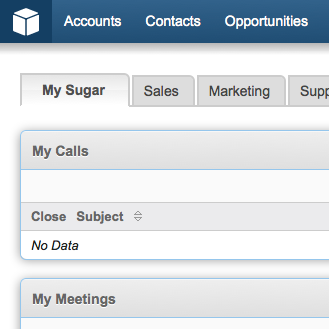 Accounts Contacts Opportunities
My Sugar Sales Marketing Supp
My Calls
Close Subject
No Data
My Meetings